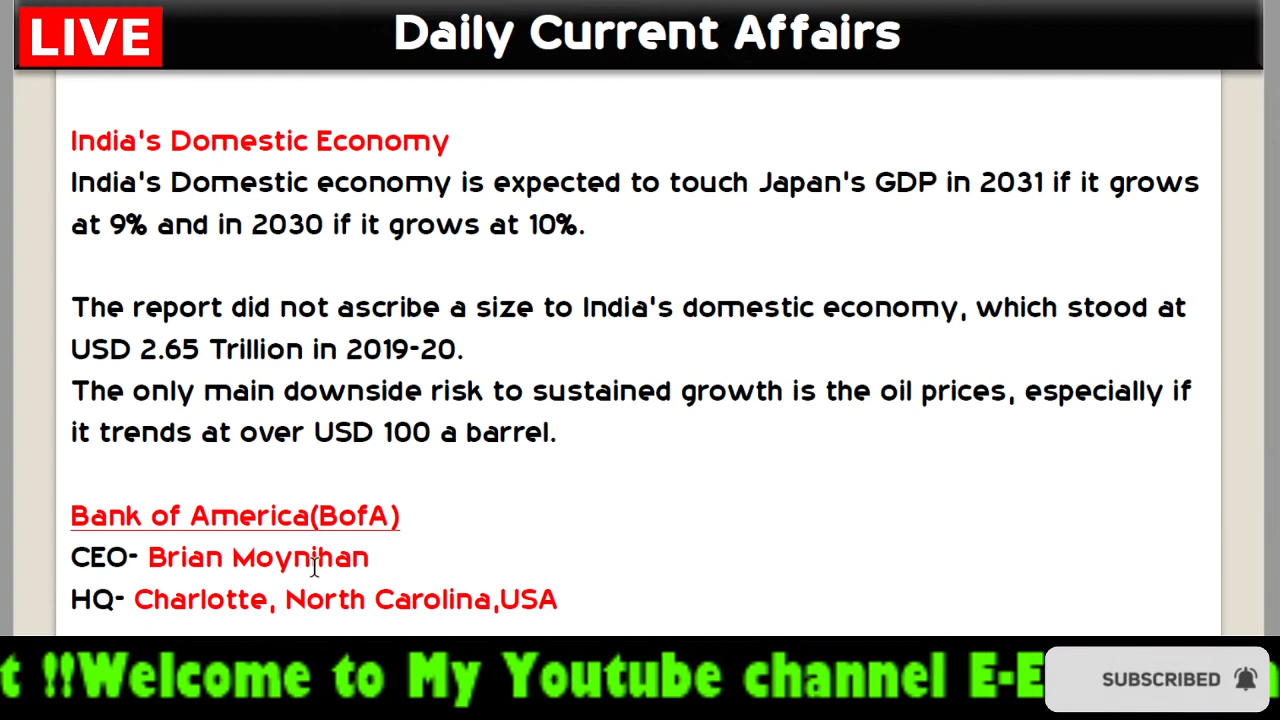 LIVE
Daily Current Affairs
India's Domestic Economy
India's Domestic economy is expected to touch Japan's GDP in 2031 if it grows
at 9% and in 2030 if it grows at 10%.
The report did not ascribe a size to India's domestic economy, which stood at
USD 2.65 Trillion in 2019-20.
The only main downside risk to sustained growth is the oil prices, especially if
it trends at over USD 100 a barrel.
Bank of America(BofA)
CEO- Brian Moynihan
HQ- Charlotte, North Carolina,USA
t !!Welcome to My Youtube channel E-E
SUBSCRIBED